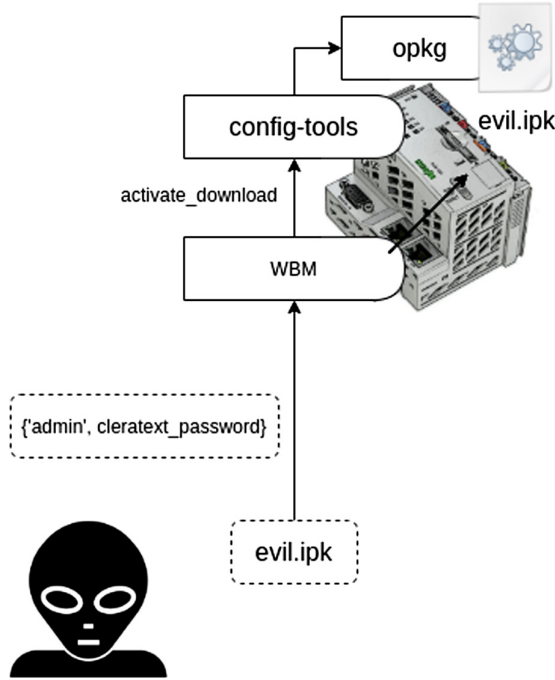 opkg
evil.ipk
config-tools
activate_download
WBM
{'admin', cleratext_password}
evil.ipk